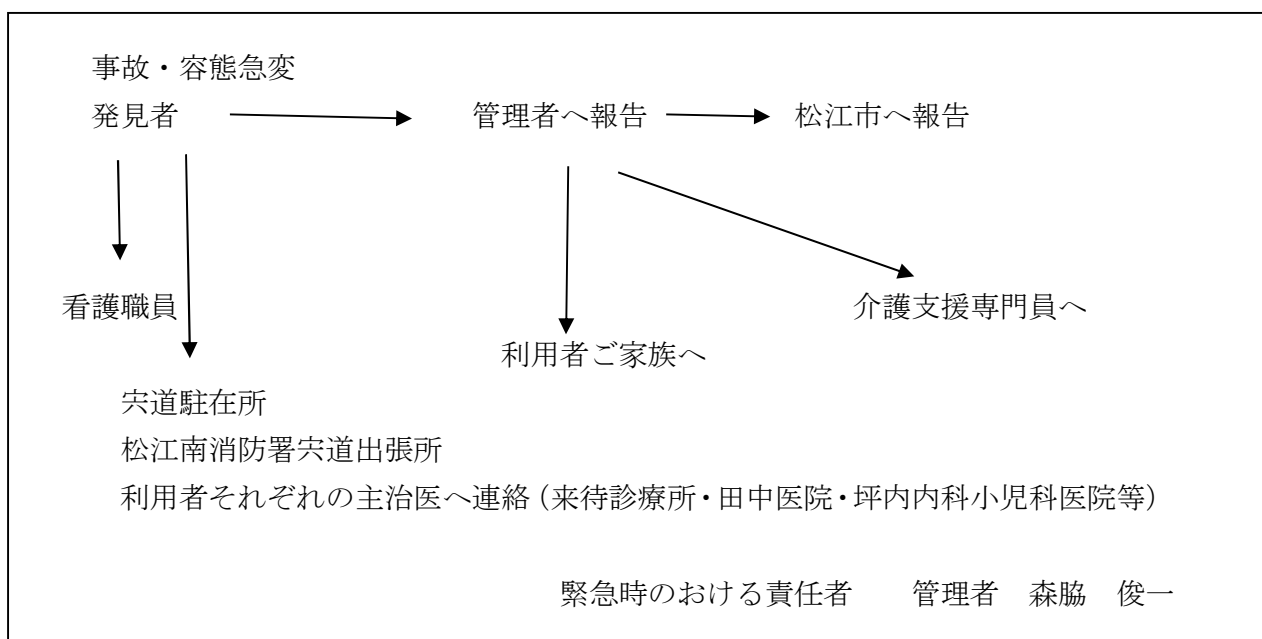 事故・容態急変
発見者 管理者へ報告 松江市へ報告
看護職員 介護支援専門員へ
利用者ご家族へ
宍道駐在所
松江南消防署宍道出張所
利用者それぞれの主治医へ連絡（来待診療所・田中医院・坪内内科小児科医院等）
緊急時のおける責任者　管理者　森脇　俊一